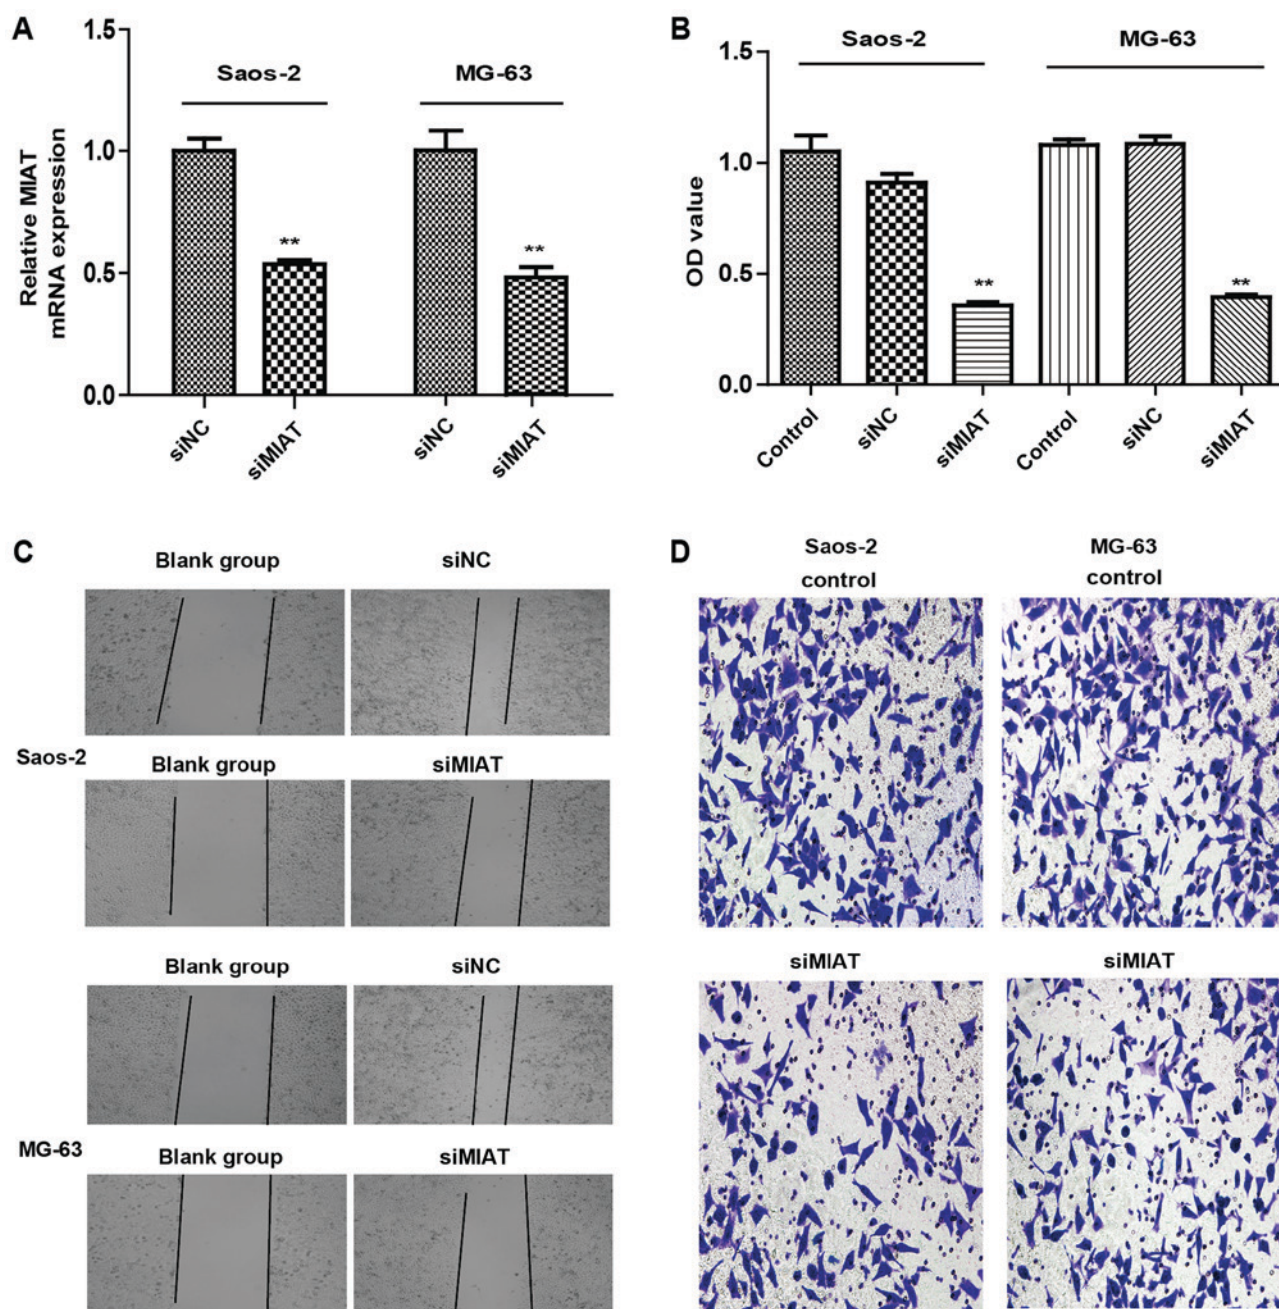 A
Relative MIAT
mRNA expression
1.5
1.0
0.5
0.0
Saos-2
MG-63
**
**
siNC
siMIAT
siNC
siMIAT
B
OD value
1.5
1.0
0.5
0.0
Saos-2
MG-63
**
**
Control
siNC
siMIAT
Control
siNC
siMIAT
C
Blank group
siNC
Saos-2
Blank group
siMIAT
Blank group
siNC
MG-63
Blank group
siMIAT
D
Saos-2
control
MG-63
control
siMIAT
siMIAT